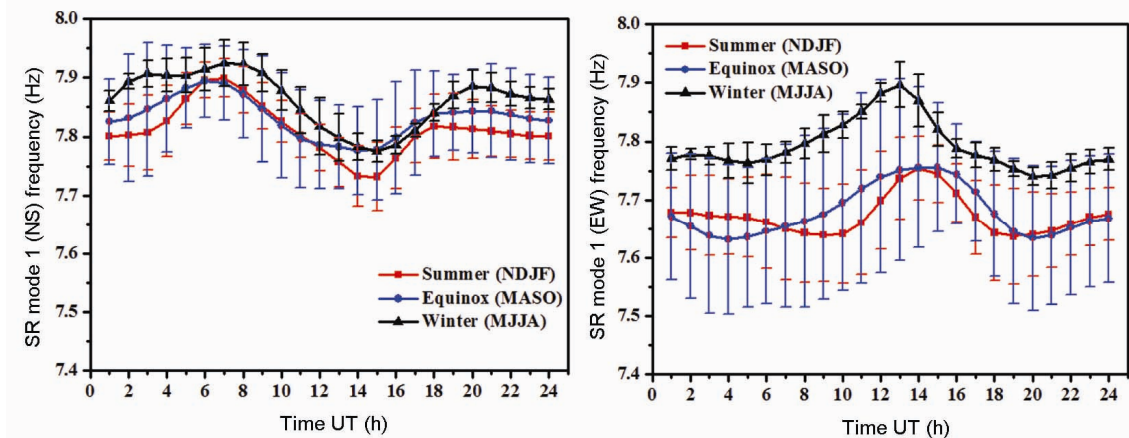 8.0
7.9
7.8
7.7
7.6
7.5
7.4
SR mode 1 (NS) frequency (Hz)
Summer (NDJF)
Equinox (MASO)
Winter (MJJA)
0 2 4 6 8 10 12 14 16 18 20 22 24
Time UT (h)
8.0
7.9
7.8
7.7
7.6
7.5
7.4
SR mode 1 (EW) frequency (Hz)
Summer (NDJF)
Equinox (MASO)
Winter (MJJA)
0 2 4 6 8 10 12 14 16 18 20 22 24
Time UT (h)